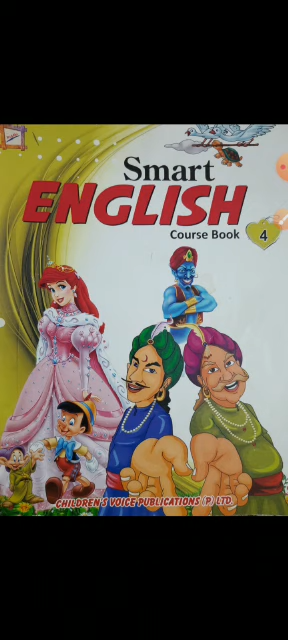 Smart
ENGLISH
Course Book 4
CHILDREN'S VOICE PUBLICATIONS (P) LTD.